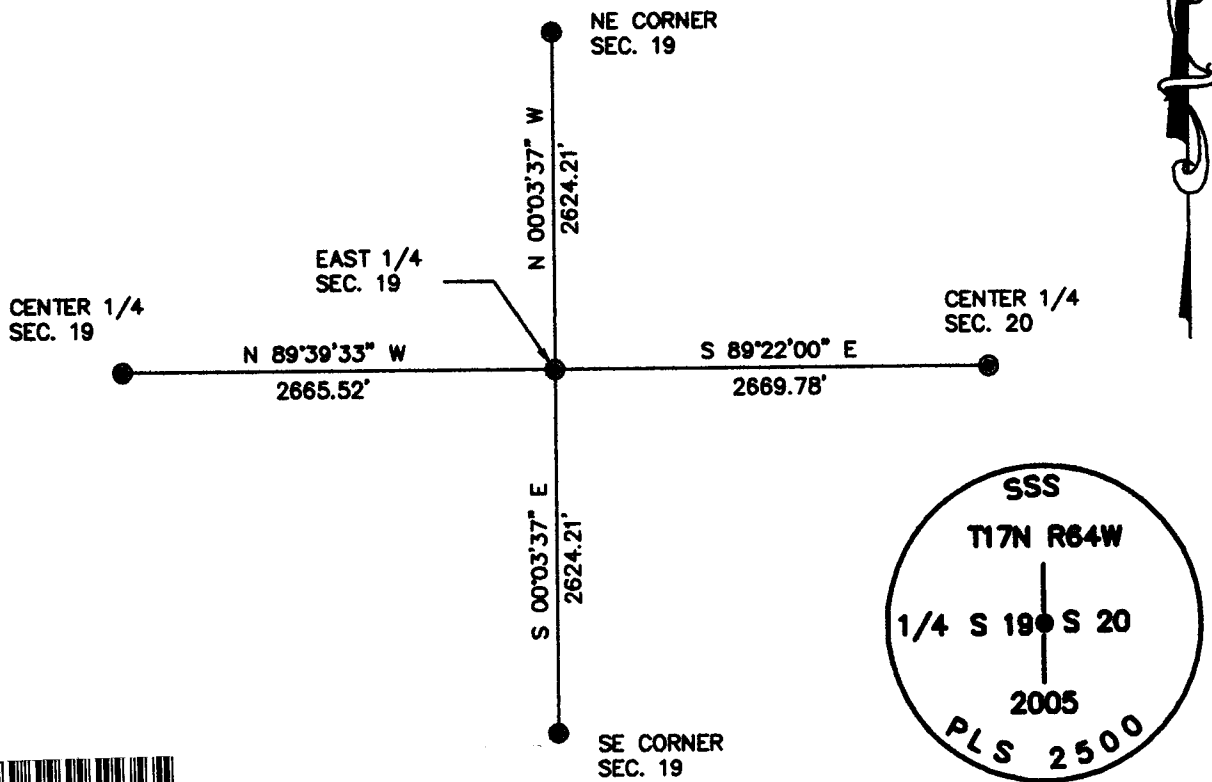 NE CORNER
SEC. 19
N 00°03'37" W
2624.21'
EAST 1/4
SEC. 19
CENTER 1/4
SEC. 19
CENTER 1/4
SEC. 20
N 89°39'33" W
2665.52'
S 89°22'00" E
2669.78'
S 00°03'37" E
2624.21'
SSS
T17N R64W
1/4 S 19 S 20
2005
PLS 2500
SE CORNER
SEC. 19